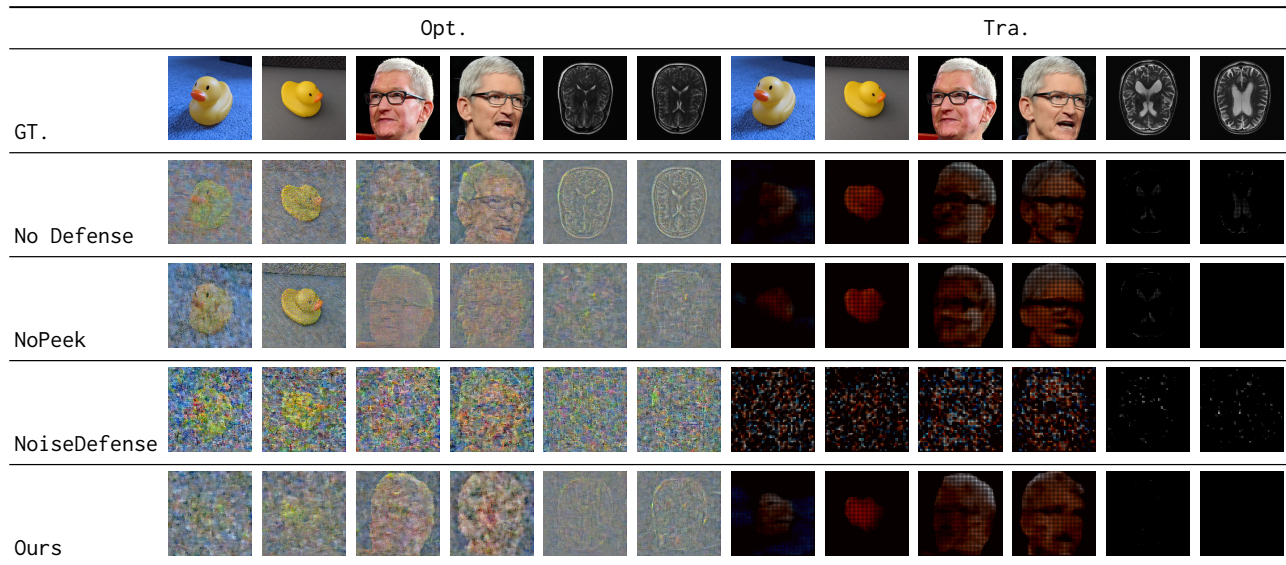 Opt. Tra.
GT.
No Defense
NoPeek
NoiseDefense
Ours